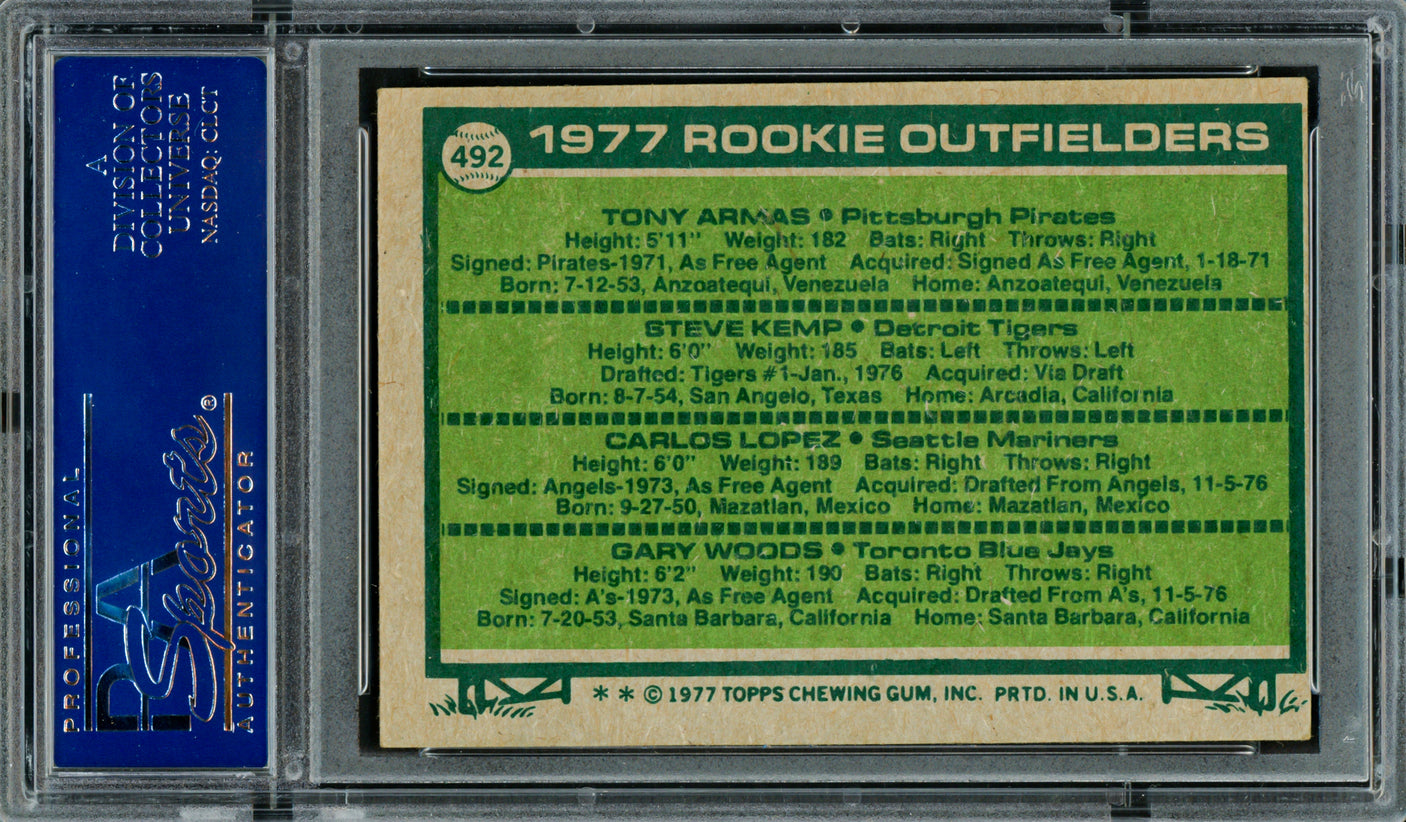 A
DIVISION OF
COLLECTORS
UNIVERSE
NASDAQ: CLCT
PROFESSIONAL
PSA
Sports®
AUTHENTICATOR
492
1977 ROOKIE OUTFIELDERS
TONY ARMAS • Pittsburgh Pirates
Height: 5'11" Weight: 182 Bats: Right Throws: Right
Signed: Pirates-1971, As Free Agent Acquired: Signed As Free Agent, 1-18-71
Born: 7-12-53, Anzoatequi, Venezuela Home: Anzoatequi, Venezuela
STEVE KEMP • Detroit Tigers
Height: 6'0" Weight: 185 Bats: Left Throws: Left
Drafted: Tigers #1-Jan., 1976 Acquired: Via Draft
Born: 8-7-54, San Angelo, Texas Home: Arcadia, California
CARLOS LOPEZ • Seattle Mariners
Height: 6'0" Weight: 189 Bats: Right Throws: Right
Signed: Angels-1973, As Free Agent Acquired: Drafted From Angels, 11-5-76
Born: 9-27-50, Mazatlan, Mexico Home: Mazatlan, Mexico
GARY WOODS • Toronto Blue Jays
Height: 6'2" Weight: 190 Bats: Right Throws: Right
Signed: A's-1973, As Free Agent Acquired: Drafted From A's, 11-5-76
Born: 7-20-53, Santa Barbara, California Home: Santa Barbara, California
* * © 1977 TOPPS CHEWING GUM, INC. PRTD. IN U.S.A.